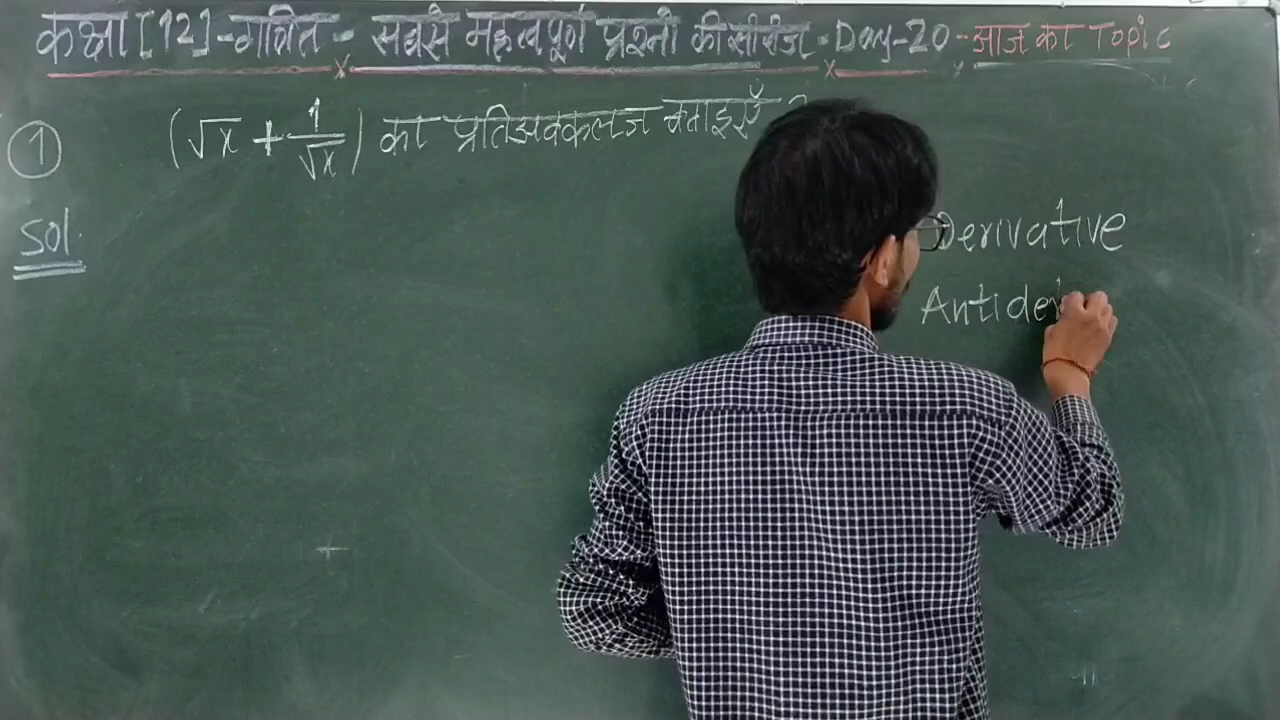 कक्षा [12]-गणित - सबसे महत्वपूर्ण प्रश्नों की सीरीज - Day-20 - आज का Topic
① (√x + 1/√x) का प्रतिअवकलज बताइएँ ?
Sol.
Derivative
Antider